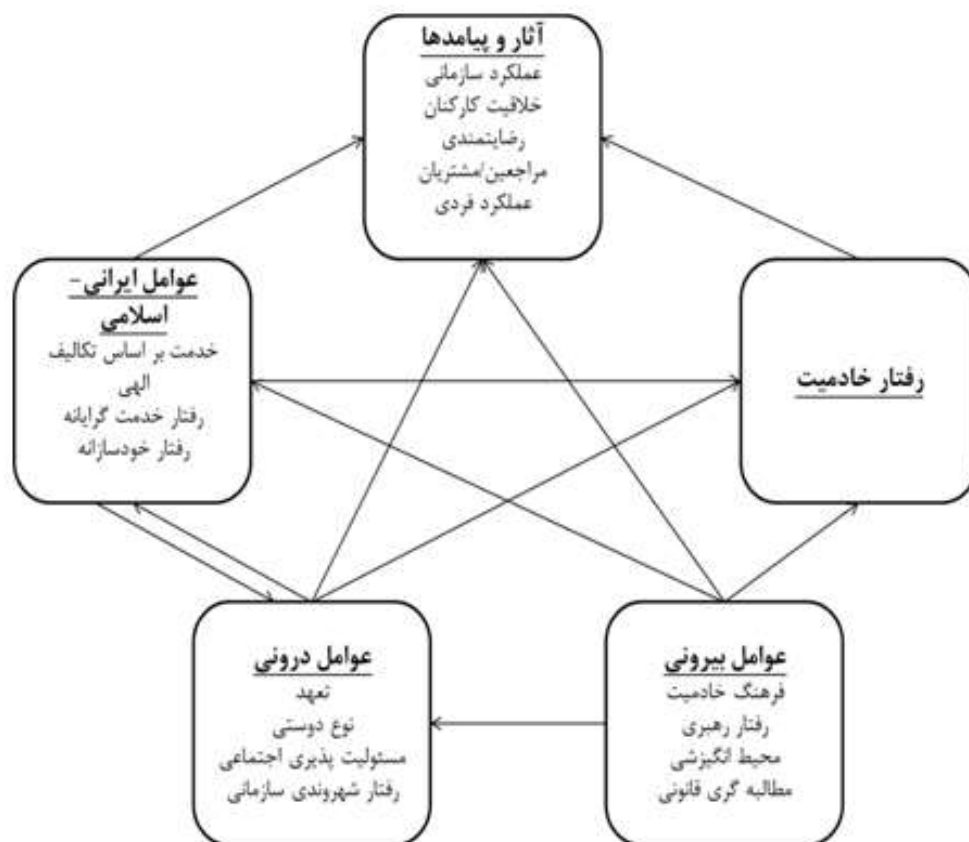 آثار و پیامدها
عملکرد سازمانی
خلاقیت کارکنان
رضایتمندی
مراجعین/مشتریان
عملکرد فردی
رفتار خادمیت
عوامل ایرانی-
اسلامی
خدمت بر اساس تکالیف
الهی
رفتار خدمت گرایانه
رفتار خودسازانه
عوامل بیرونی
فرهنگ خادمیت
رفتار رهبری
محیط انگیزشی
مطالبه گری قانونی
عوامل درونی
تعهد
نوع دوستی
مسئولیت پذیری اجتماعی
رفتار شهروندی سازمانی